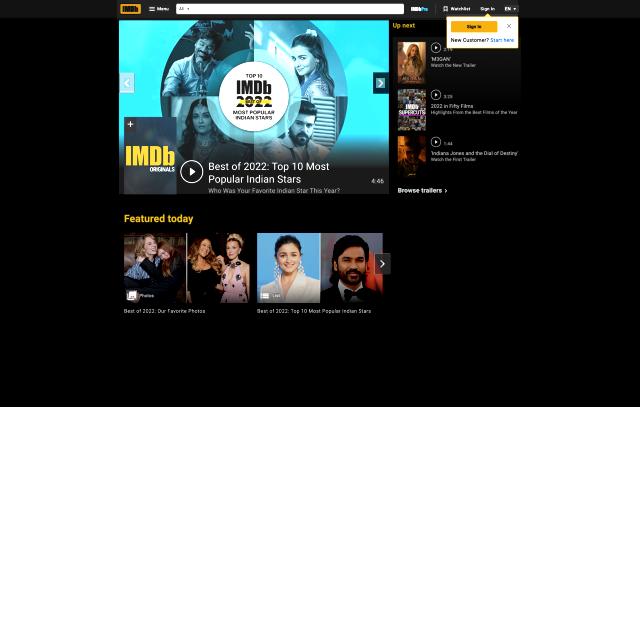 IMDb
Menu
All
IMDbPro
Watchlist
Sign In
EN
Sign In
New Customer? Start here
Up next
TOP 10
IMDb
2022
MOST POPULAR
INDIAN STARS
IMDb
ORIGINALS
Best of 2022: Top 10 Most
Popular Indian Stars
Who Was Your Favorite Indian Star This Year?
4:46
'M3GAN'
Watch the New Trailer
IMDb
SUPERCUTS
3:28
2022 in Fifty Films
Highlights From the Best Films of the Year
1:44
'Indiana Jones and the Dial of Destiny'
Watch the First Trailer
Browse trailers
Featured today
Photos
List
Best of 2022: Our Favorite Photos
Best of 2022: Top 10 Most Popular Indian Stars